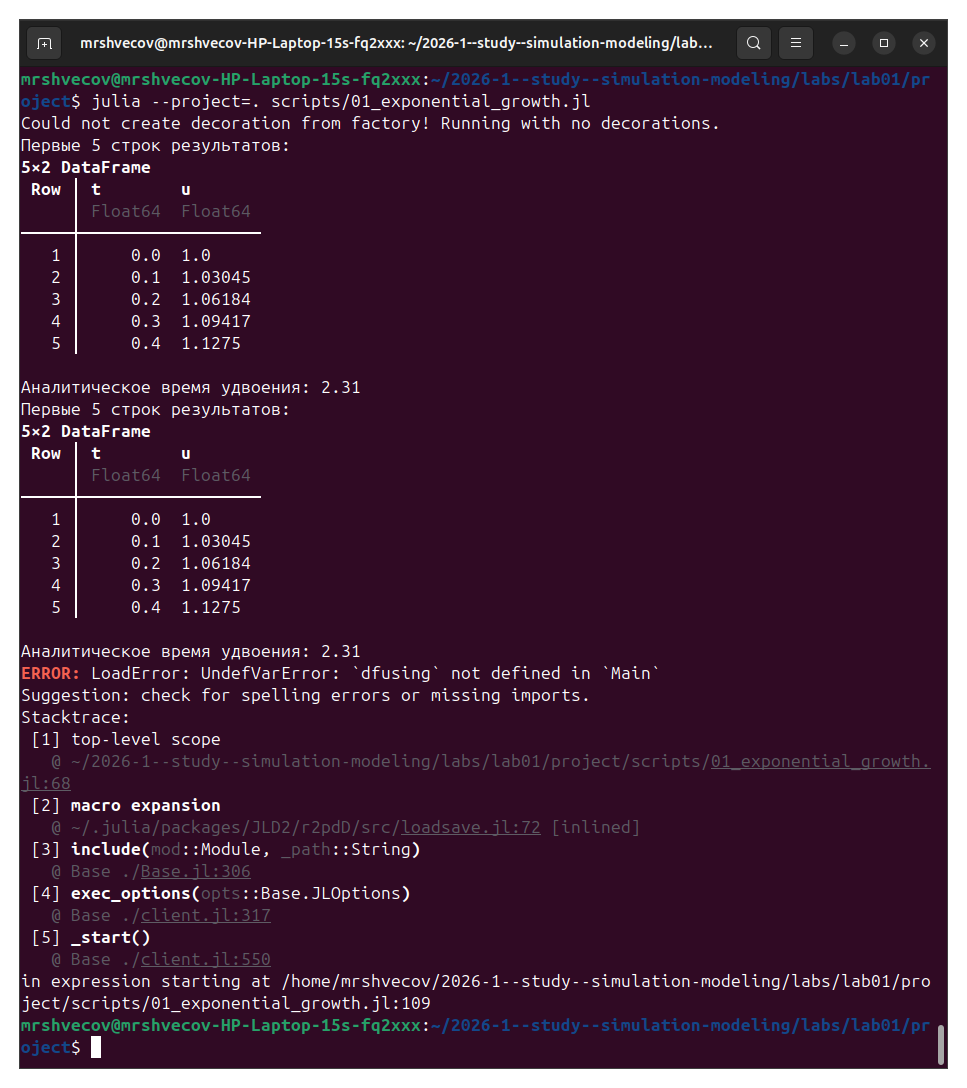 mrshvecov@mrshvecov-HP-Laptop-15s-fq2xxx: ~/2026-1--study--simulation-modeling/lab...
mrshvecov@mrshvecov-HP-Laptop-15s-fq2xxx:~/2026-1--study--simulation-modeling/labs/lab01/pr
oject$ julia --project=. scripts/01_exponential_growth.jl
Could not create decoration from factory! Running with no decorations.
Первые 5 строк результатов:
5×2 DataFrame
Row t u
Float64 Float64
1 0.0 1.0
2 0.1 1.03045
3 0.2 1.06184
4 0.3 1.09417
5 0.4 1.1275
Аналитическое время удвоения: 2.31
Первые 5 строк результатов:
5×2 DataFrame
Row t u
Float64 Float64
1 0.0 1.0
2 0.1 1.03045
3 0.2 1.06184
4 0.3 1.09417
5 0.4 1.1275
Аналитическое время удвоения: 2.31
ERROR: LoadError: UndefVarError: `dfusing` not defined in `Main`
Suggestion: check for spelling errors or missing imports.
Stacktrace:
[1] top-level scope
@ ~/2026-1--study--simulation-modeling/labs/lab01/project/scripts/01_exponential_growth.
jl:68
[2] macro expansion
@ ~/.julia/packages/JLD2/r2pdD/src/loadsave.jl:72 [inlined]
[3] include(mod::Module, _path::String)
@ Base ./Base.jl:306
[4] exec_options(opts::Base.JLOptions)
@ Base ./client.jl:317
[5] _start()
@ Base ./client.jl:550
in expression starting at /home/mrshvecov/2026-1--study--simulation-modeling/labs/lab01/pro
ject/scripts/01_exponential_growth.jl:109
mrshvecov@mrshvecov-HP-Laptop-15s-fq2xxx:~/2026-1--study--simulation-modeling/labs/lab01/pr
oject$